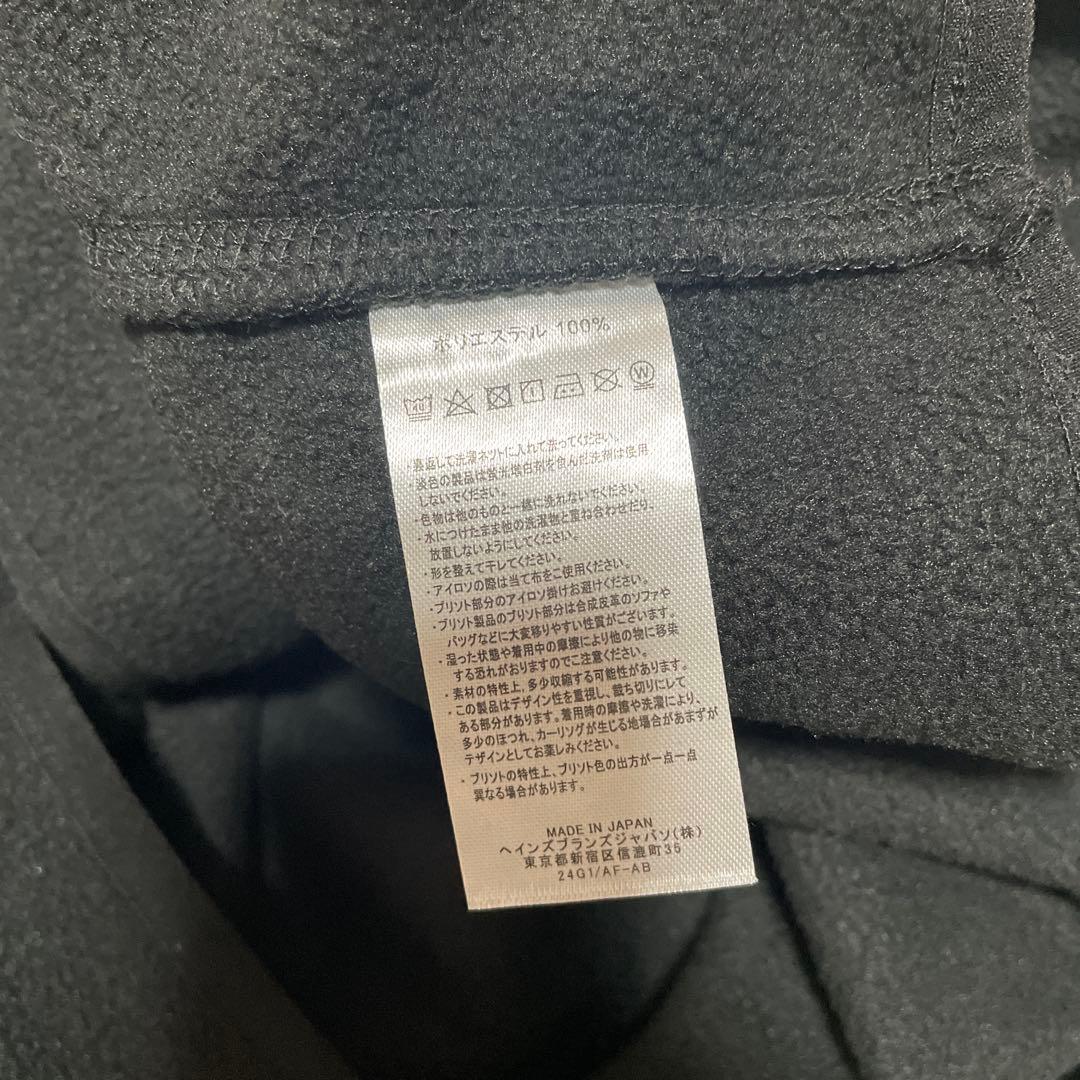 ポリエステル 100%
40
W
・裏返して洗濯ネットに入れて洗ってください。
淡色の製品は蛍光増白剤を含んだ洗剤は使用
しないでください。
・色物は他のものと一緒に洗れないでください。
・水につけたまま他の洗濯物と重ね合わせたり、
放置しないようにしてください。
・形を整えて干してください。
・アイロンの際は当て布をご使用ください。
・プリント部分のアイロン掛けお避けください。
・プリント製品のプリント部分は合成皮革のソファや
バッグなどに大変移りやすい性質がございます。
・湿った状態や着用中の摩擦により他の物に移染
する恐れがおりますのでご注意ください。
・素材の特性上、多少収縮する可能性があります。
・この製品はデザイン性を重視し、裁ち切りにして
ある部分があります。着用時の摩擦や洗濯により、
多少のほつれ、カーリングが生じる地場合があまずが
デザインとしてお楽しみください。
・プリントの特性上、プリント色の出方が一点一点
異なる場合があります。
MADE IN JAPAN
ヘインズブランズジャパン(株)
東京都新宿区信濃町35
24G1/AF-AB